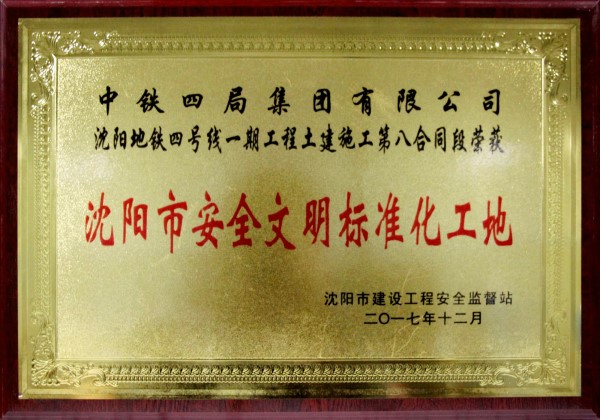 中铁四局集团有限公司
沈阳地铁四号线一期工程土建施工第八合同段荣获
沈阳市安全文明标准化工地
沈阳市建设工程安全监督站
二〇一七年十二月